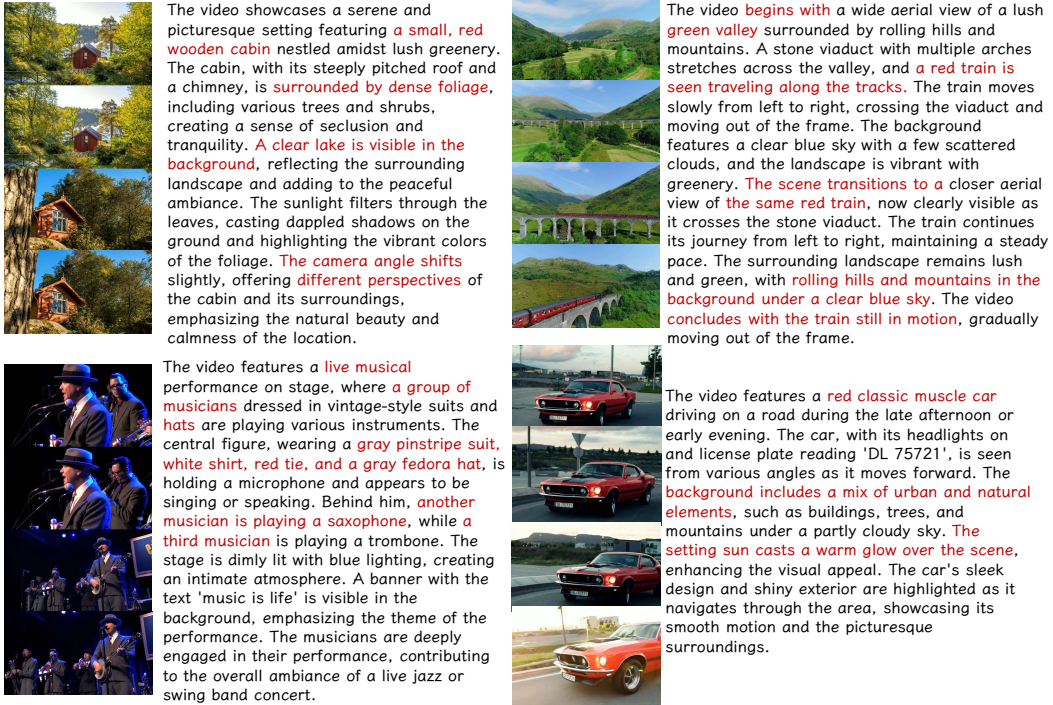 The video showcases a serene and
picturesque setting featuring a small, red
wooden cabin nestled amidst lush greenery.
The cabin, with its steeply pitched roof and
a chimney, is surrounded by dense foliage,
including various trees and shrubs,
creating a sense of seclusion and
tranquility. A clear lake is visible in the
background, reflecting the surrounding
landscape and adding to the peaceful
ambiance. The sunlight filters through the
leaves, casting dappled shadows on the
ground and highlighting the vibrant colors
of the foliage. The camera angle shifts
slightly, offering different perspectives of
the cabin and its surroundings,
emphasizing the natural beauty and
calmness of the location.
The video begins with a wide aerial view of a lush
green valley surrounded by rolling hills and
mountains. A stone viaduct with multiple arches
stretches across the valley, and a red train is
seen traveling along the tracks. The train moves
slowly from left to right, crossing the viaduct and
moving out of the frame. The background
features a clear blue sky with a few scattered
clouds, and the landscape is vibrant with
greenery. The scene transitions to a closer aerial
view of the same red train, now clearly visible as
it crosses the stone viaduct. The train continues
its journey from left to right, maintaining a steady
pace. The surrounding landscape remains lush
and green, with rolling hills and mountains in the
background under a clear blue sky. The video
concludes with the train still in motion, gradually
moving out of the frame.
The video features a live musical
performance on stage, where a group of
musicians dressed in vintage-style suits and
hats are playing various instruments. The
central figure, wearing a gray pinstripe suit,
white shirt, red tie, and a gray fedora hat, is
holding a microphone and appears to be
singing or speaking. Behind him, another
musician is playing a saxophone, while a
third musician is playing a trombone. The
stage is dimly lit with blue lighting, creating
an intimate atmosphere. A banner with the
text 'music is life' is visible in the
background, emphasizing the theme of the
performance. The musicians are deeply
engaged in their performance, contributing
to the overall ambiance of a live jazz or
swing band concert.
The video features a red classic muscle car
driving on a road during the late afternoon or
early evening. The car, with its headlights on
and license plate reading 'DL 75721', is seen
from various angles as it moves forward. The
background includes a mix of urban and natural
elements, such as buildings, trees, and
mountains under a partly cloudy sky. The
setting sun casts a warm glow over the scene,
enhancing the visual appeal. The car's sleek
design and shiny exterior are highlighted as it
navigates through the area, showcasing its
smooth motion and the picturesque
surroundings.